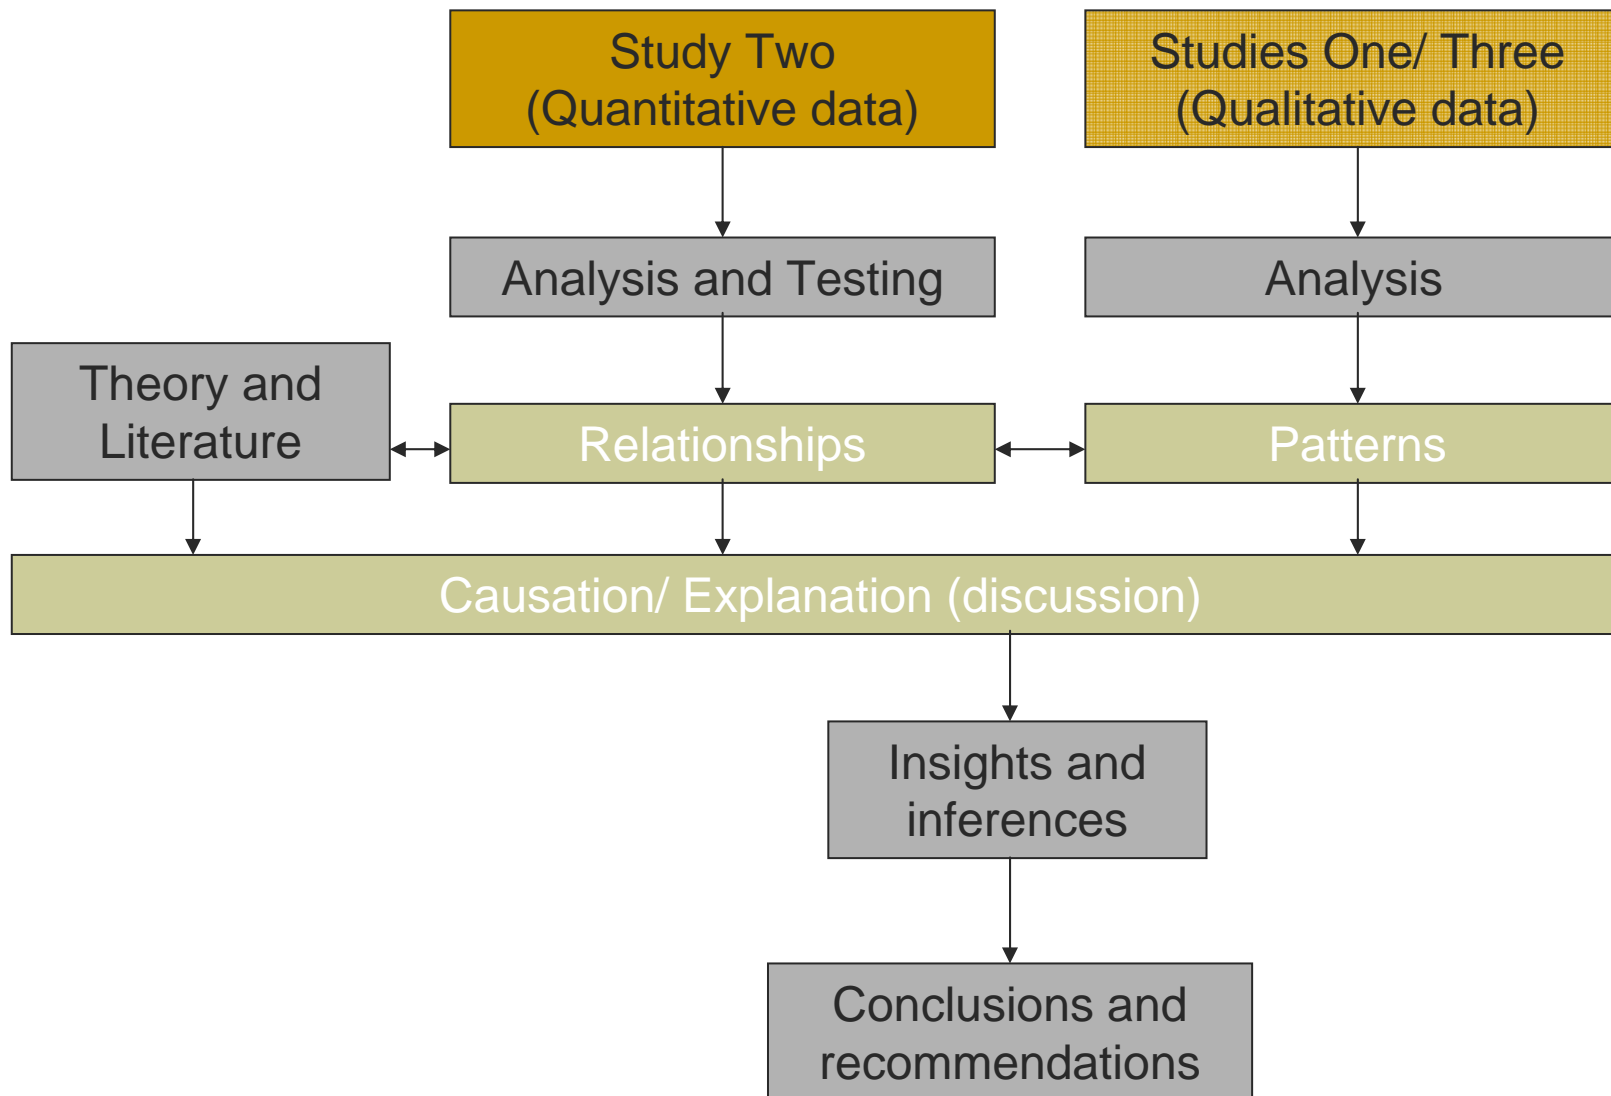 Study Two
(Quantitative data)
Studies One/ Three
(Qualitative data)
Analysis and Testing
Analysis
Theory and
Literature
Relationships
Patterns
Causation/ Explanation (discussion)
Insights and
inferences
Conclusions and
recommendations